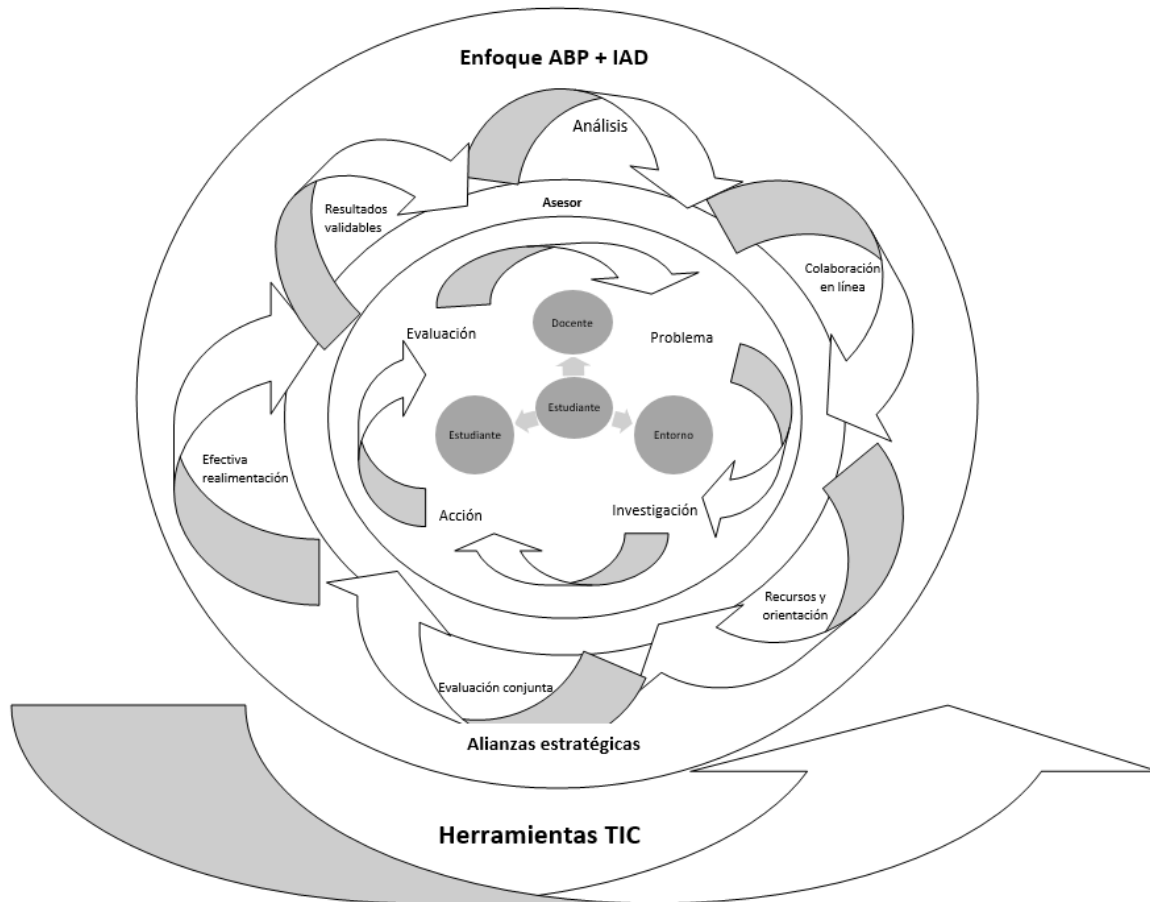 Enfoque ABP + IAD
Análisis
Resultados
validables
Asesor
Colaboración
en línea
Evaluación
Docente
Problema
Estudiante
Estudiante
Entorno
Efectiva
realimentación
Acción
Investigación
Recursos y
orientación
Evaluación conjunta
Alianzas estratégicas
Herramientas TIC